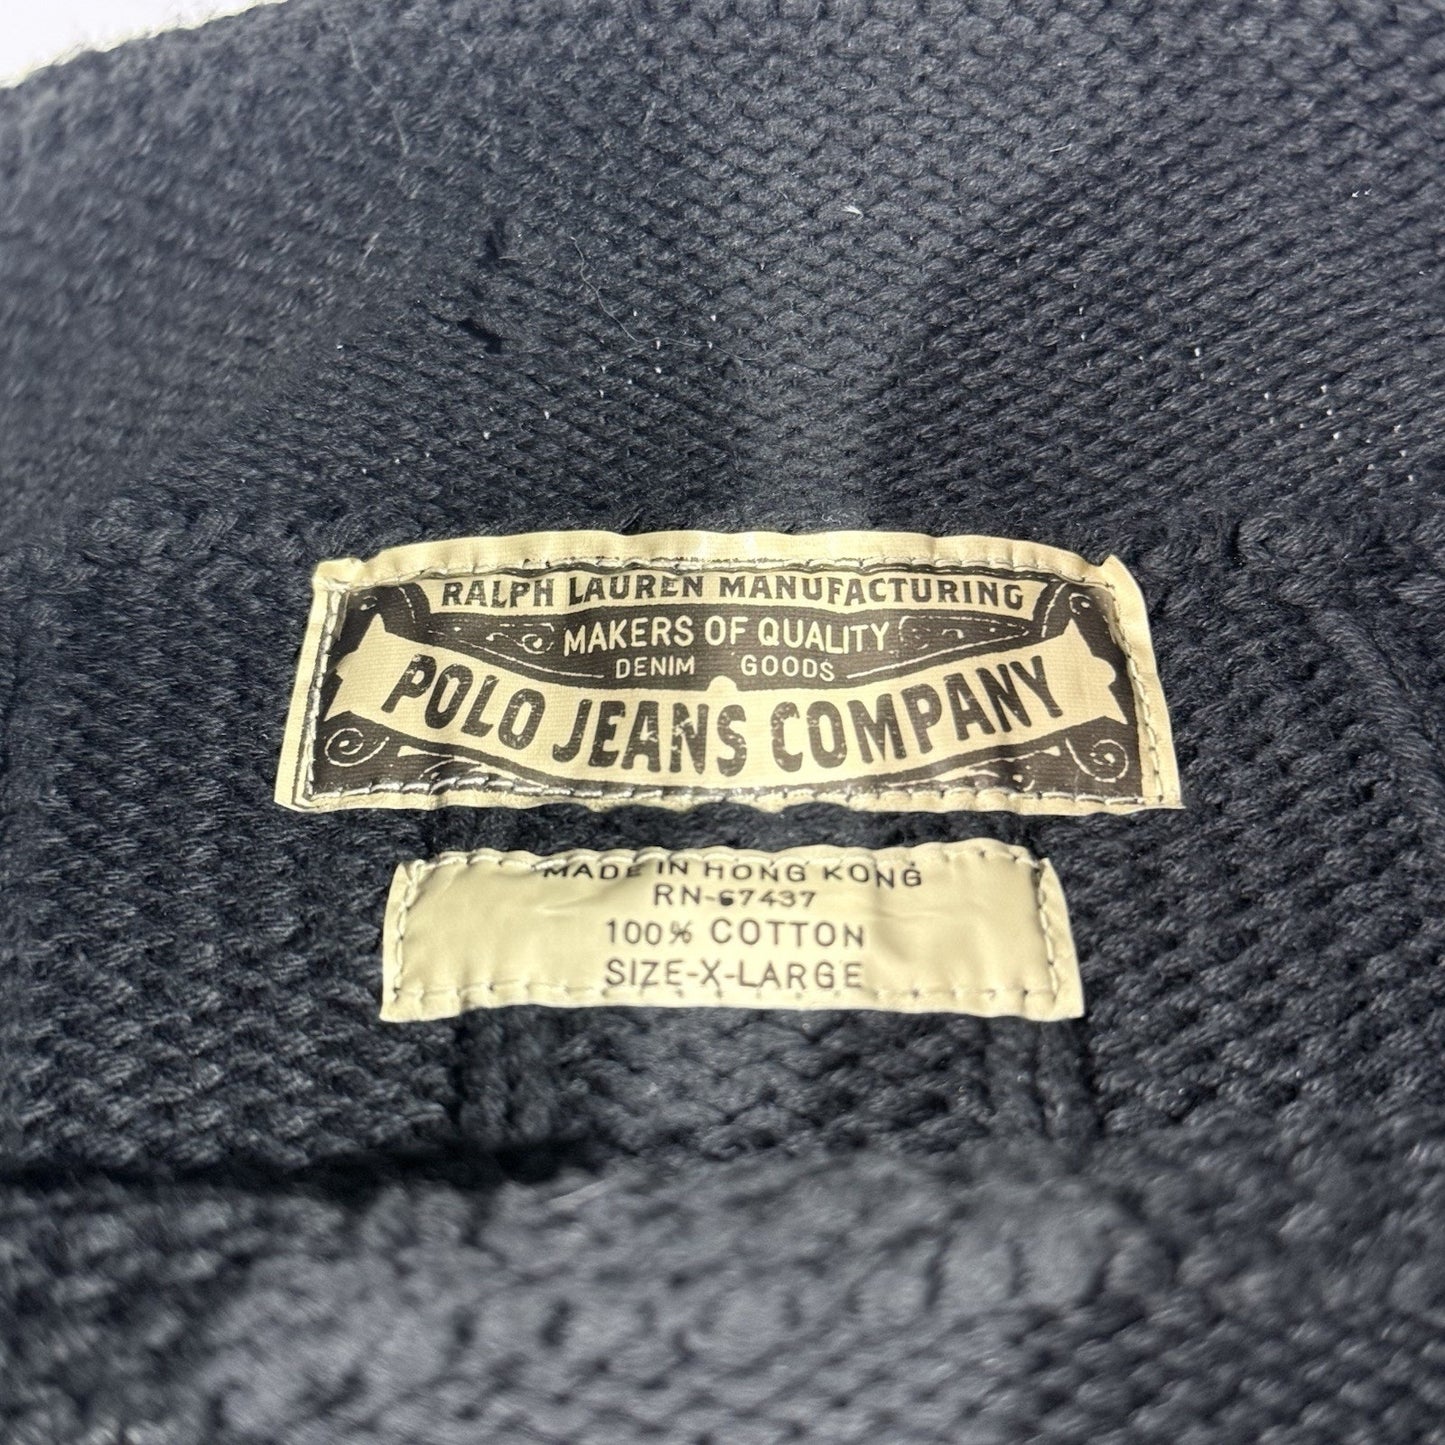 RALPH LAUREN MANUFACTURING
MAKERS OF QUALITY
DENIM GOODS
POLO JEANS COMPANY
MADE IN HONG KONG
RN-67437
100% COTTON
SIZE-X-LARGE